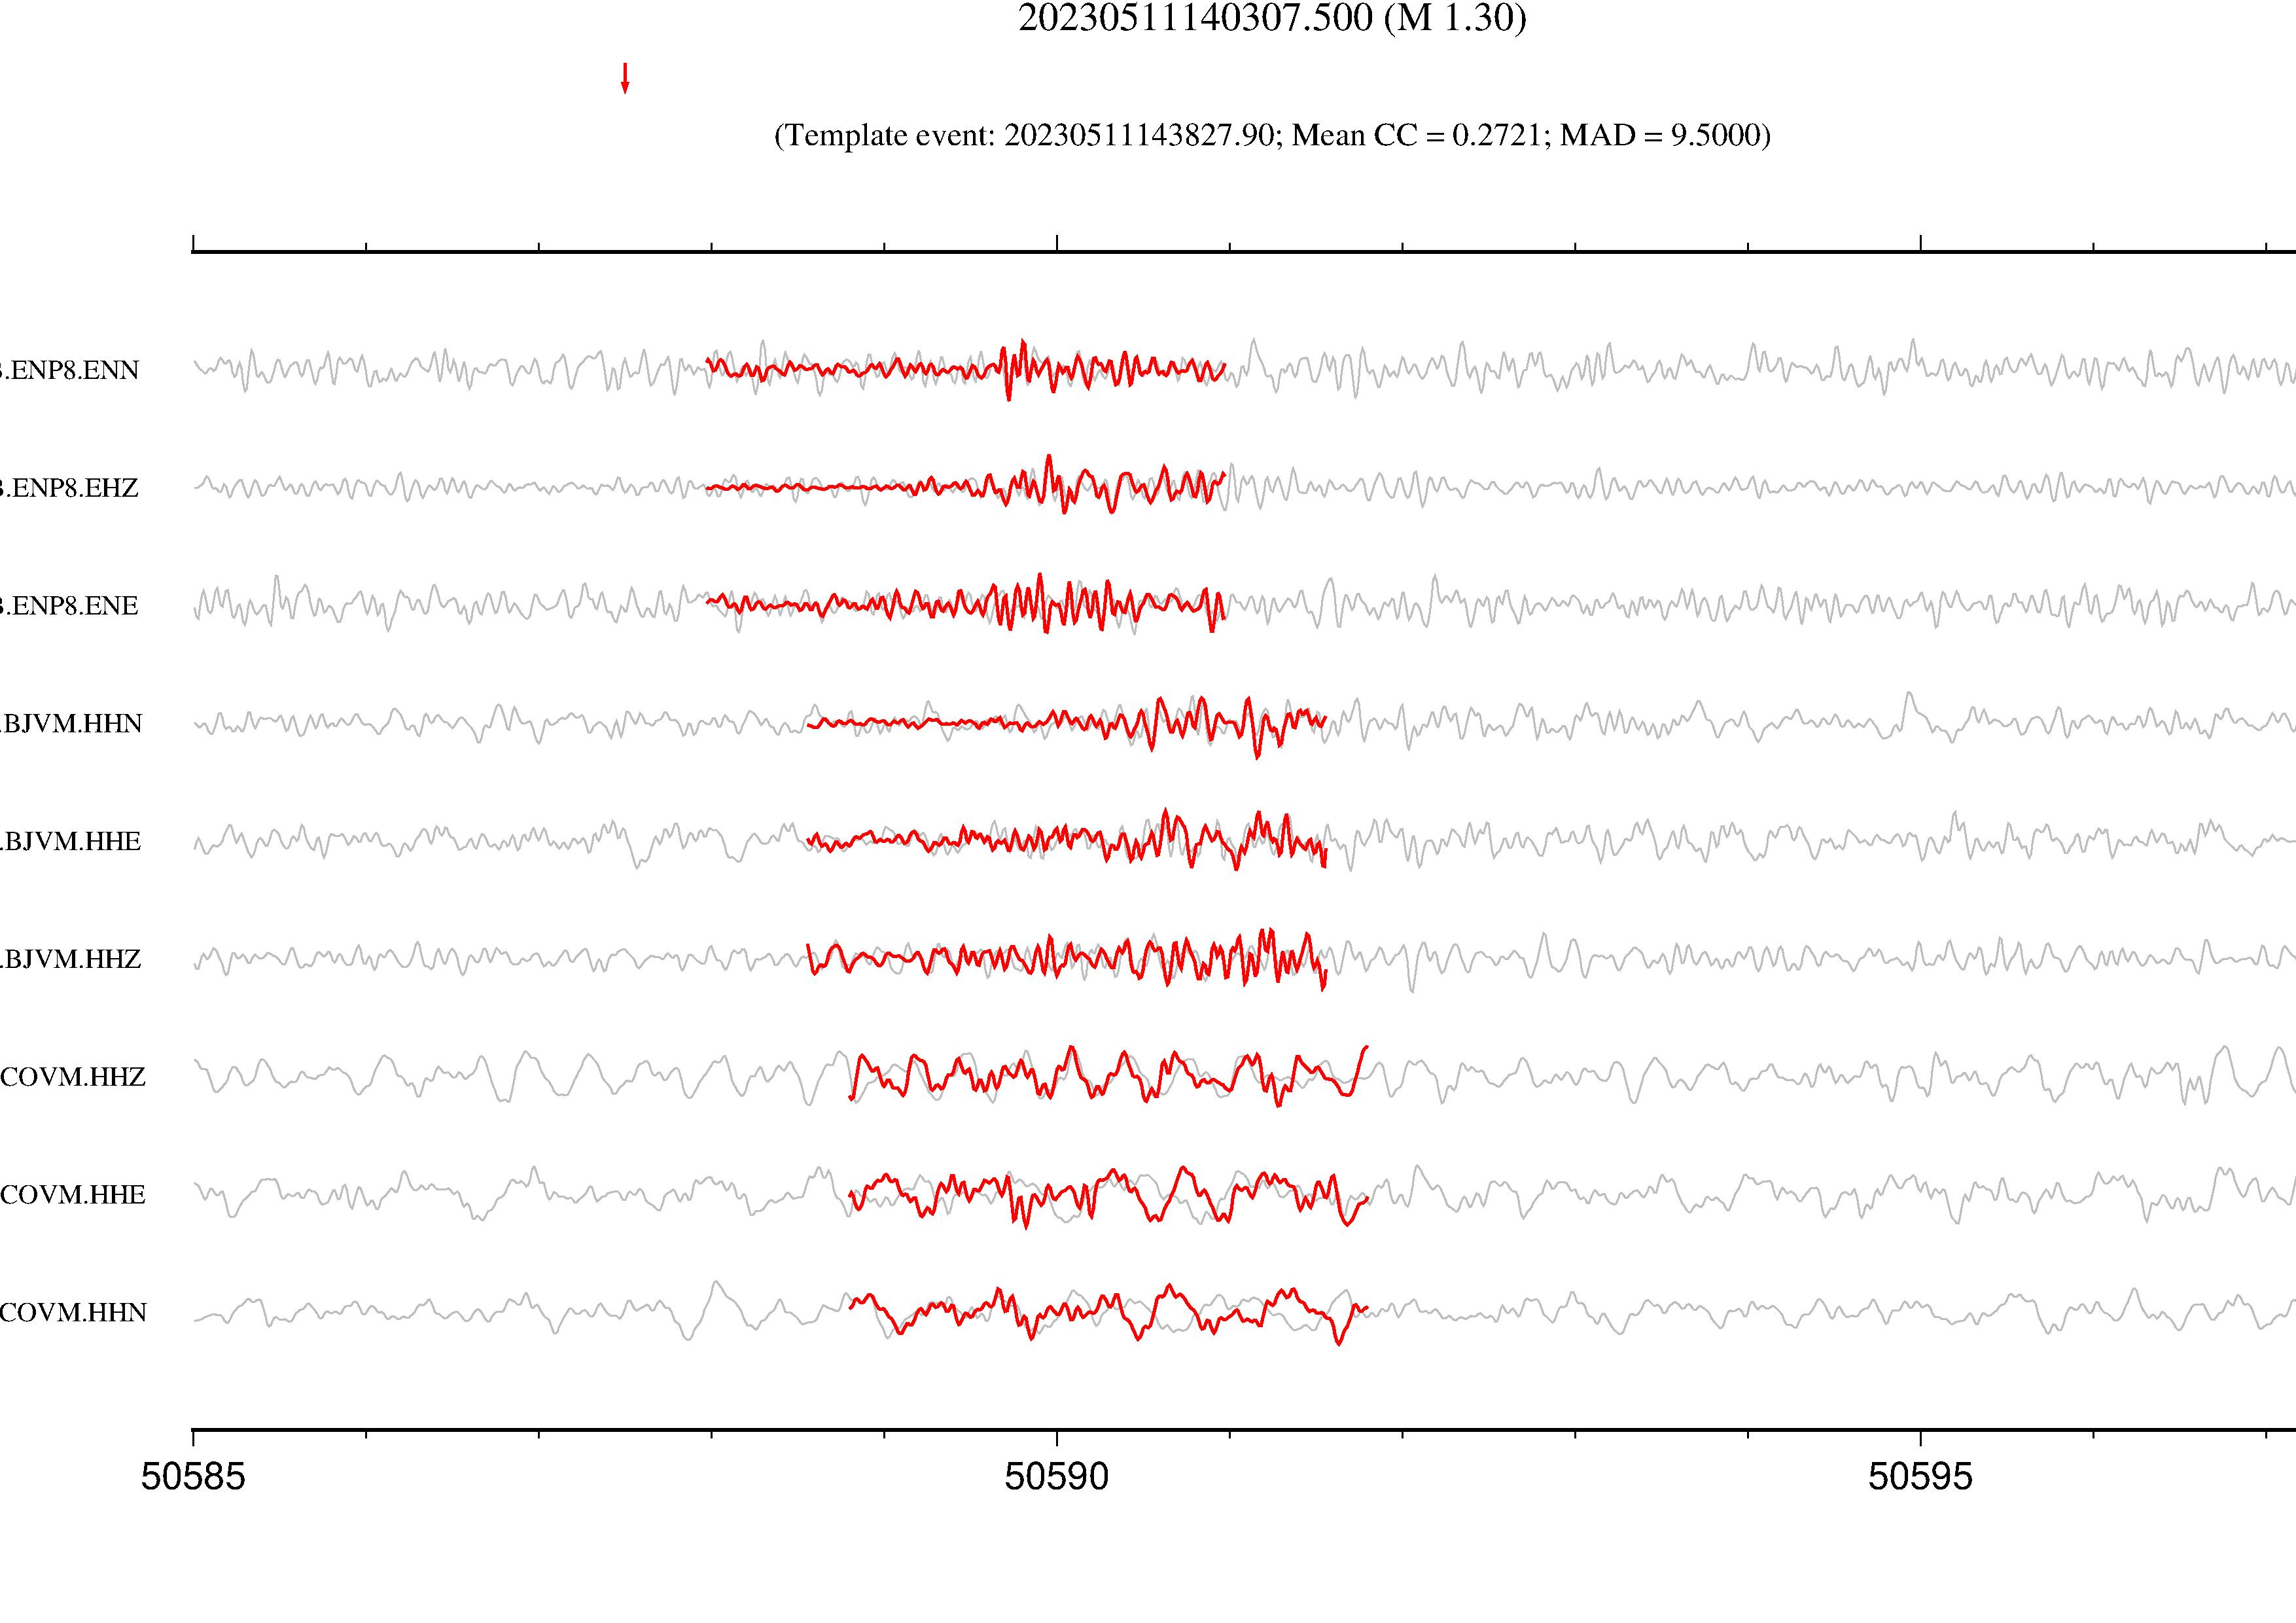 20230511140307.500 (M 1.30)
(Template event: 20230511143827.90; Mean CC = 0.2721; MAD = 9.5000)
.ENP8.ENN
.ENP8.EHZ
.ENP8.ENE
.BJVM.HHN
.BJVM.HHE
.BJVM.HHZ
COVM.HHZ
COVM.HHE
COVM.HHN
50585 50590 50595